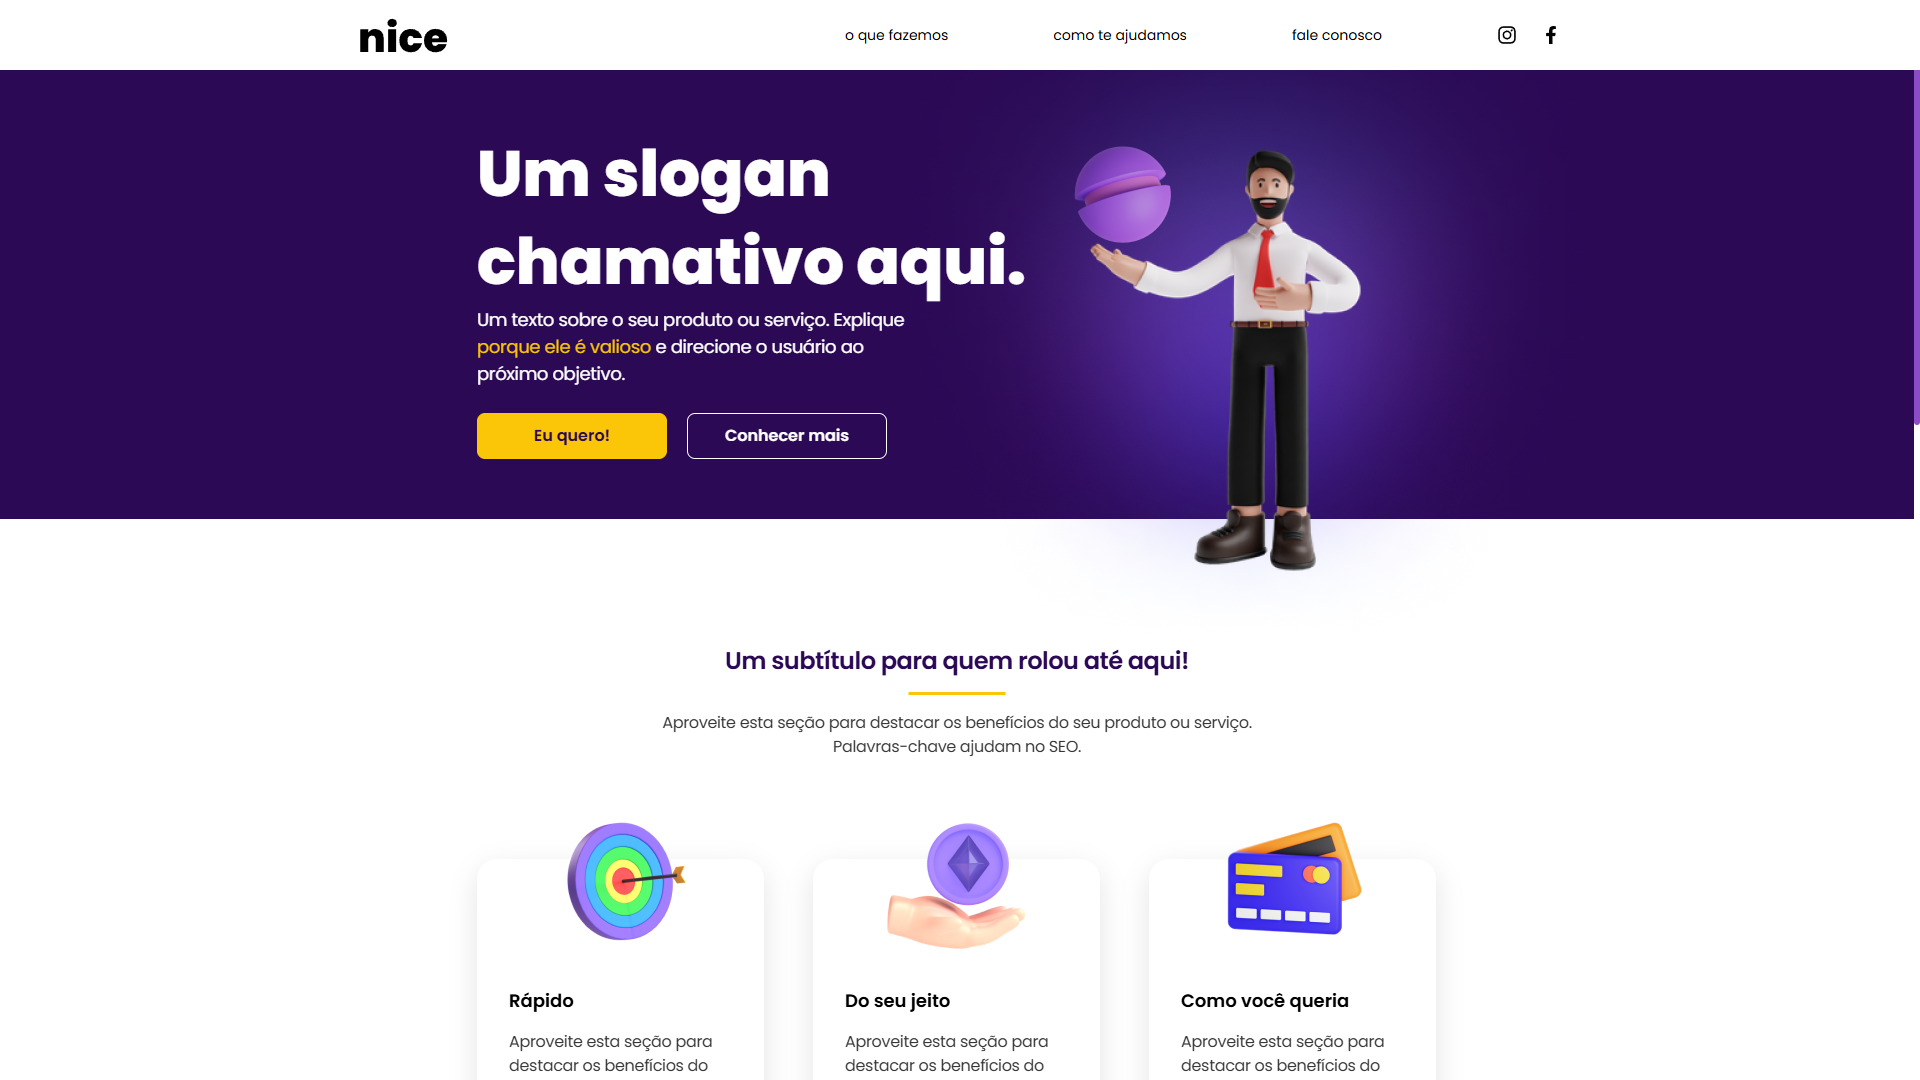 nice
o que fazemos
como te ajudamos
fale conosco
Um slogan
chamativo aqui.
Um texto sobre o seu produto ou serviço. Explique
porque ele é valioso e direcione o usuário ao
próximo objetivo.
Eu quero!
Conhecer mais
Um subtítulo para quem rolou até aqui!
Aproveite esta seção para destacar os benefícios do seu produto ou serviço.
Palavras-chave ajudam no SEO.
Rápido
Aproveite esta seção para
destacar os benefícios do
Do seu jeito
Aproveite esta seção para
destacar os benefícios do
Como você queria
Aproveite esta seção para
destacar os benefícios do